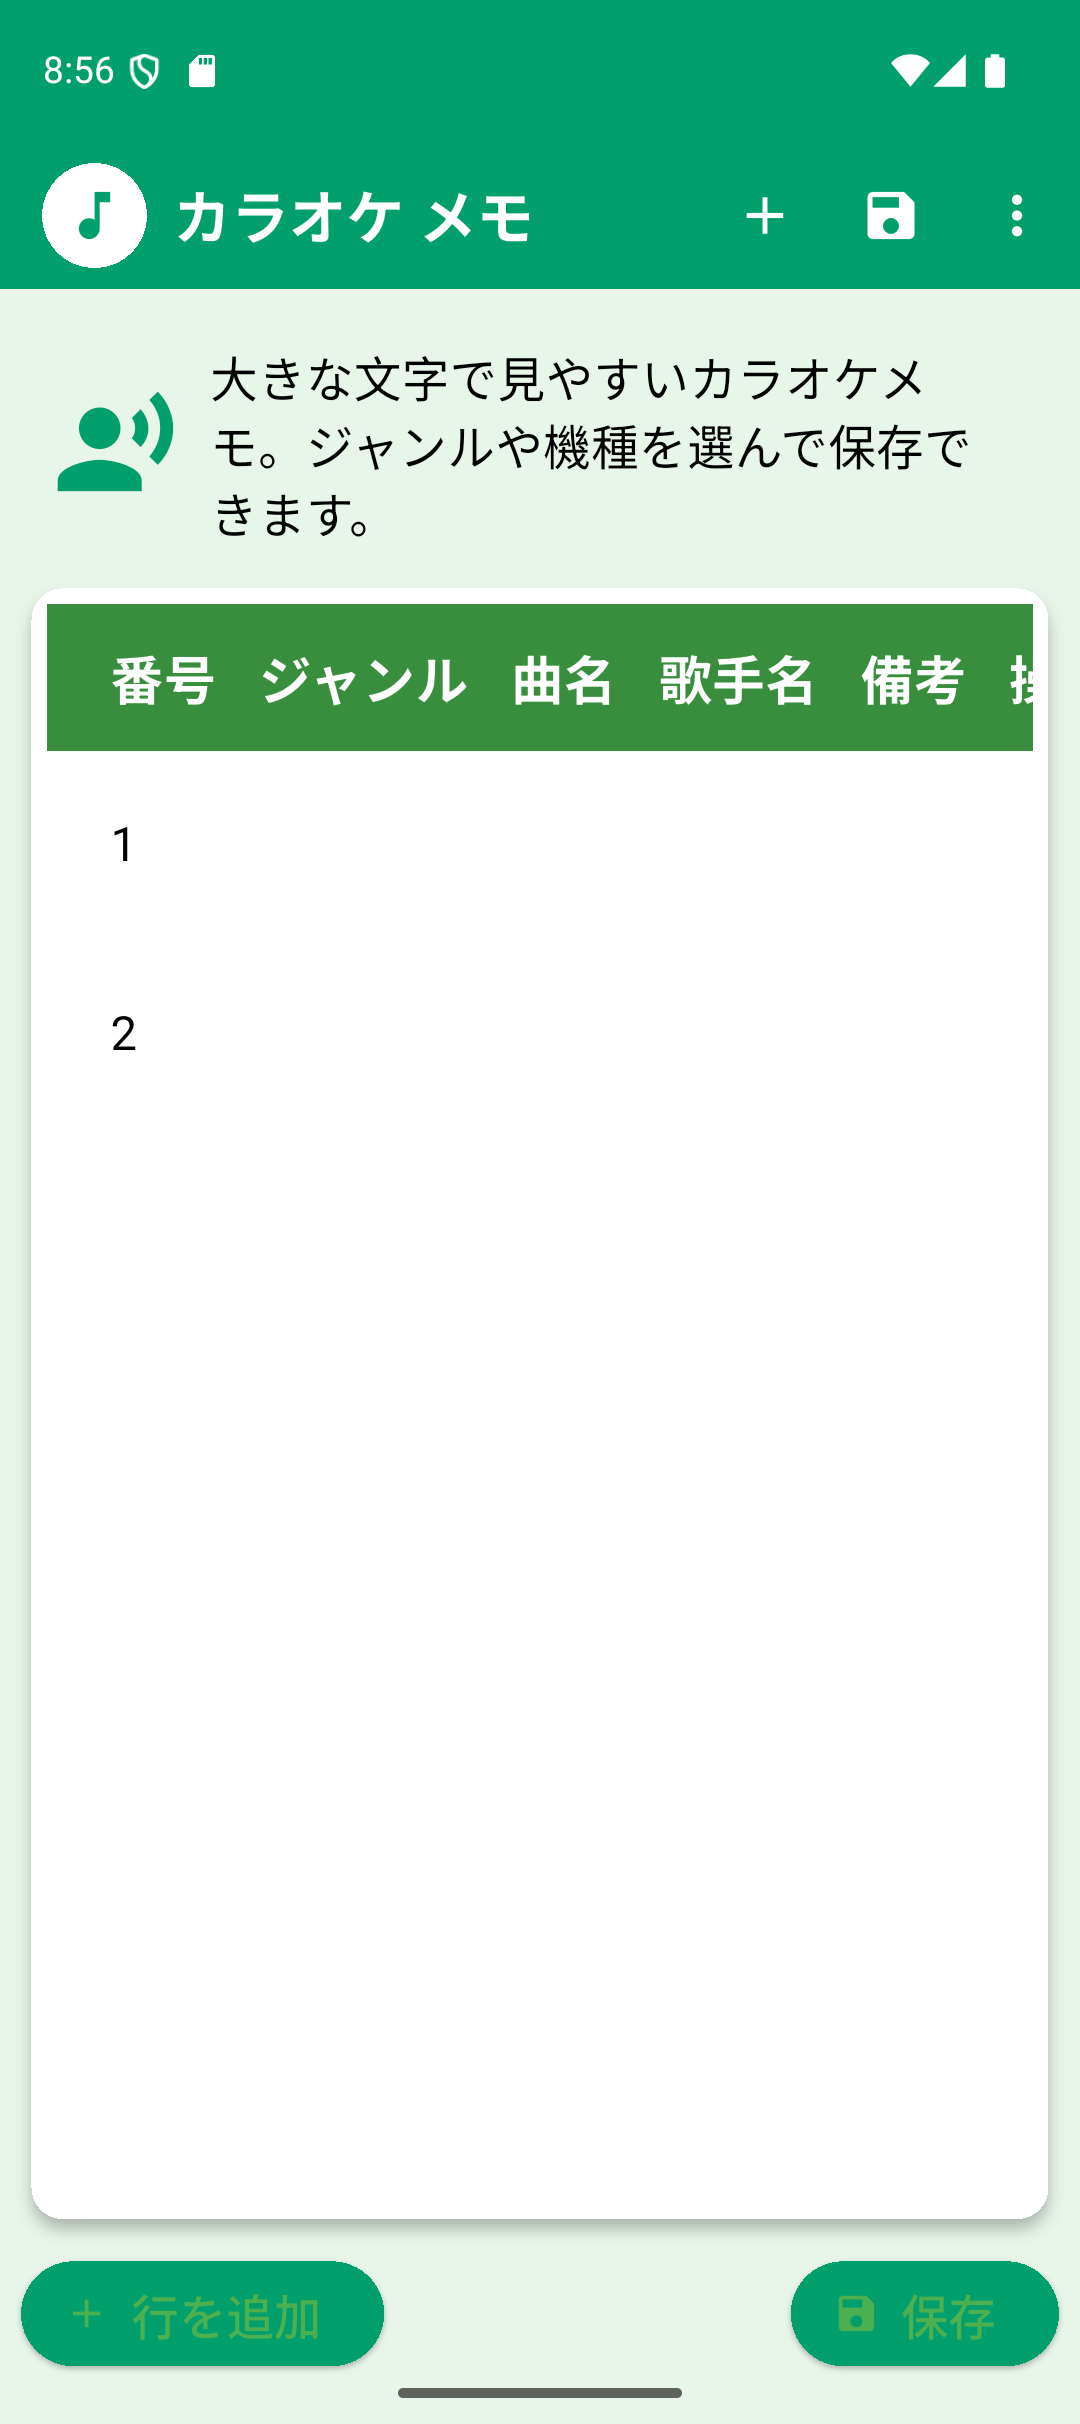 8:56
カラオケ メモ
大きな文字で見やすいカラオケメ
モ。ジャンルや機種を選んで保存で
きます。
番号 ジャンル 曲名 歌手名 備考
1
2
行を追加
保存